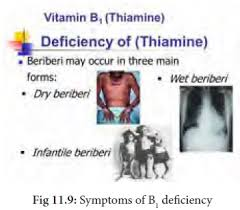 Vitamin B₁ (Thiamine)
Deficiency of (Thiamine)
• Beriberi may occur in three main
forms:
• Wet beriberi
• Dry beriberi
• Infantile beriberi
Fig 11.9: Symptoms of B₁ deficiency